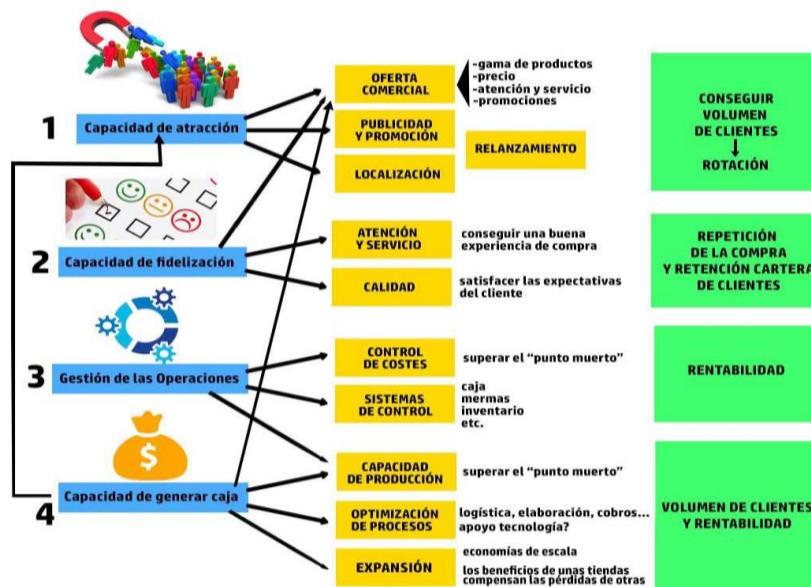 1
Capacidad de atracción
OFERTA
COMERCIAL
-gama de productos
-precio
-atención y servicio
-promociones
PUBLICIDAD
Y PROMOCIÓN
LOCALIZACIÓN
RELANZAMIENTO
CONSEGUIR
VOLUMEN
DE CLIENTES
ROTACIÓN
2
Capacidad de fidelización
ATENCIÓN
Y SERVICIO
conseguir una buena
experiencia de compra
CALIDAD
satisfacer las expectativas
del cliente
REPETICIÓN
DE LA COMPRA
Y RETENCIÓN CARTERA
DE CLIENTES
3
Gestión de las Operaciones
CONTROL
DE COSTES
superar el “punto muerto”
SISTEMAS
DE CONTROL
caja
mermas
inventario
etc.
RENTABILIDAD
$
4
Capacidad de generar caja
CAPACIDAD
DE PRODUCCIÓN
superar el “punto muerto”
OPTIMIZACIÓN
DE PROCESOS
logística, elaboración, cobros...
apoyo tecnología?
EXPANSIÓN
economías de escala
los beneficios de unas tiendas
compensan las pérdidas de otras
VOLUMEN DE CLIENTES
Y RENTABILIDAD